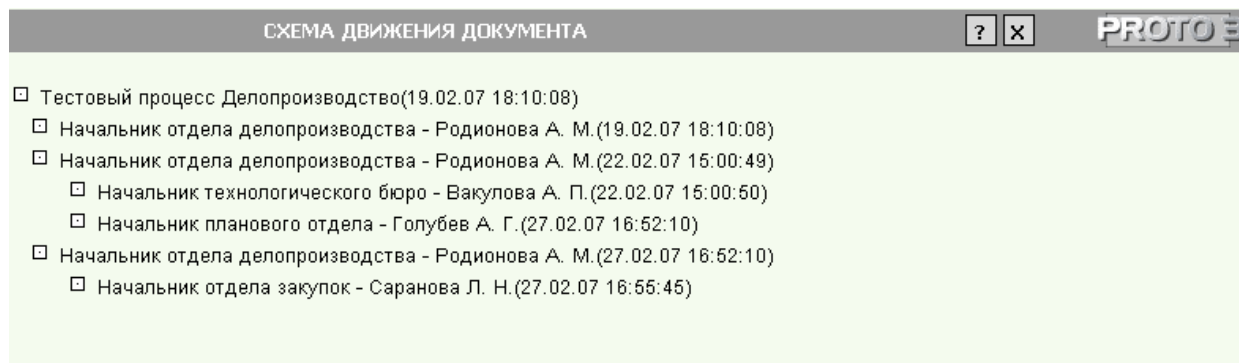 СХЕМА ДВИЖЕНИЯ ДОКУМЕНТА ? X PROTO
Тестовый процесс Делопроизводство(19.02.07 18:10:08)
Начальник отдела делопроизводства - Родионова А. М.(19.02.07 18:10:08)
Начальник отдела делопроизводства - Родионова А. М.(22.02.07 15:00:49)
Начальник технологического бюро - Вакулова А. П.(22.02.07 15:00:50)
Начальник планового отдела - Голубев А. Г.(27.02.07 16:52:10)
Начальник отдела делопроизводства - Родионова А. М.(27.02.07 16:52:10)
Начальник отдела закупок - Саранова Л. Н.(27.02.07 16:55:45)